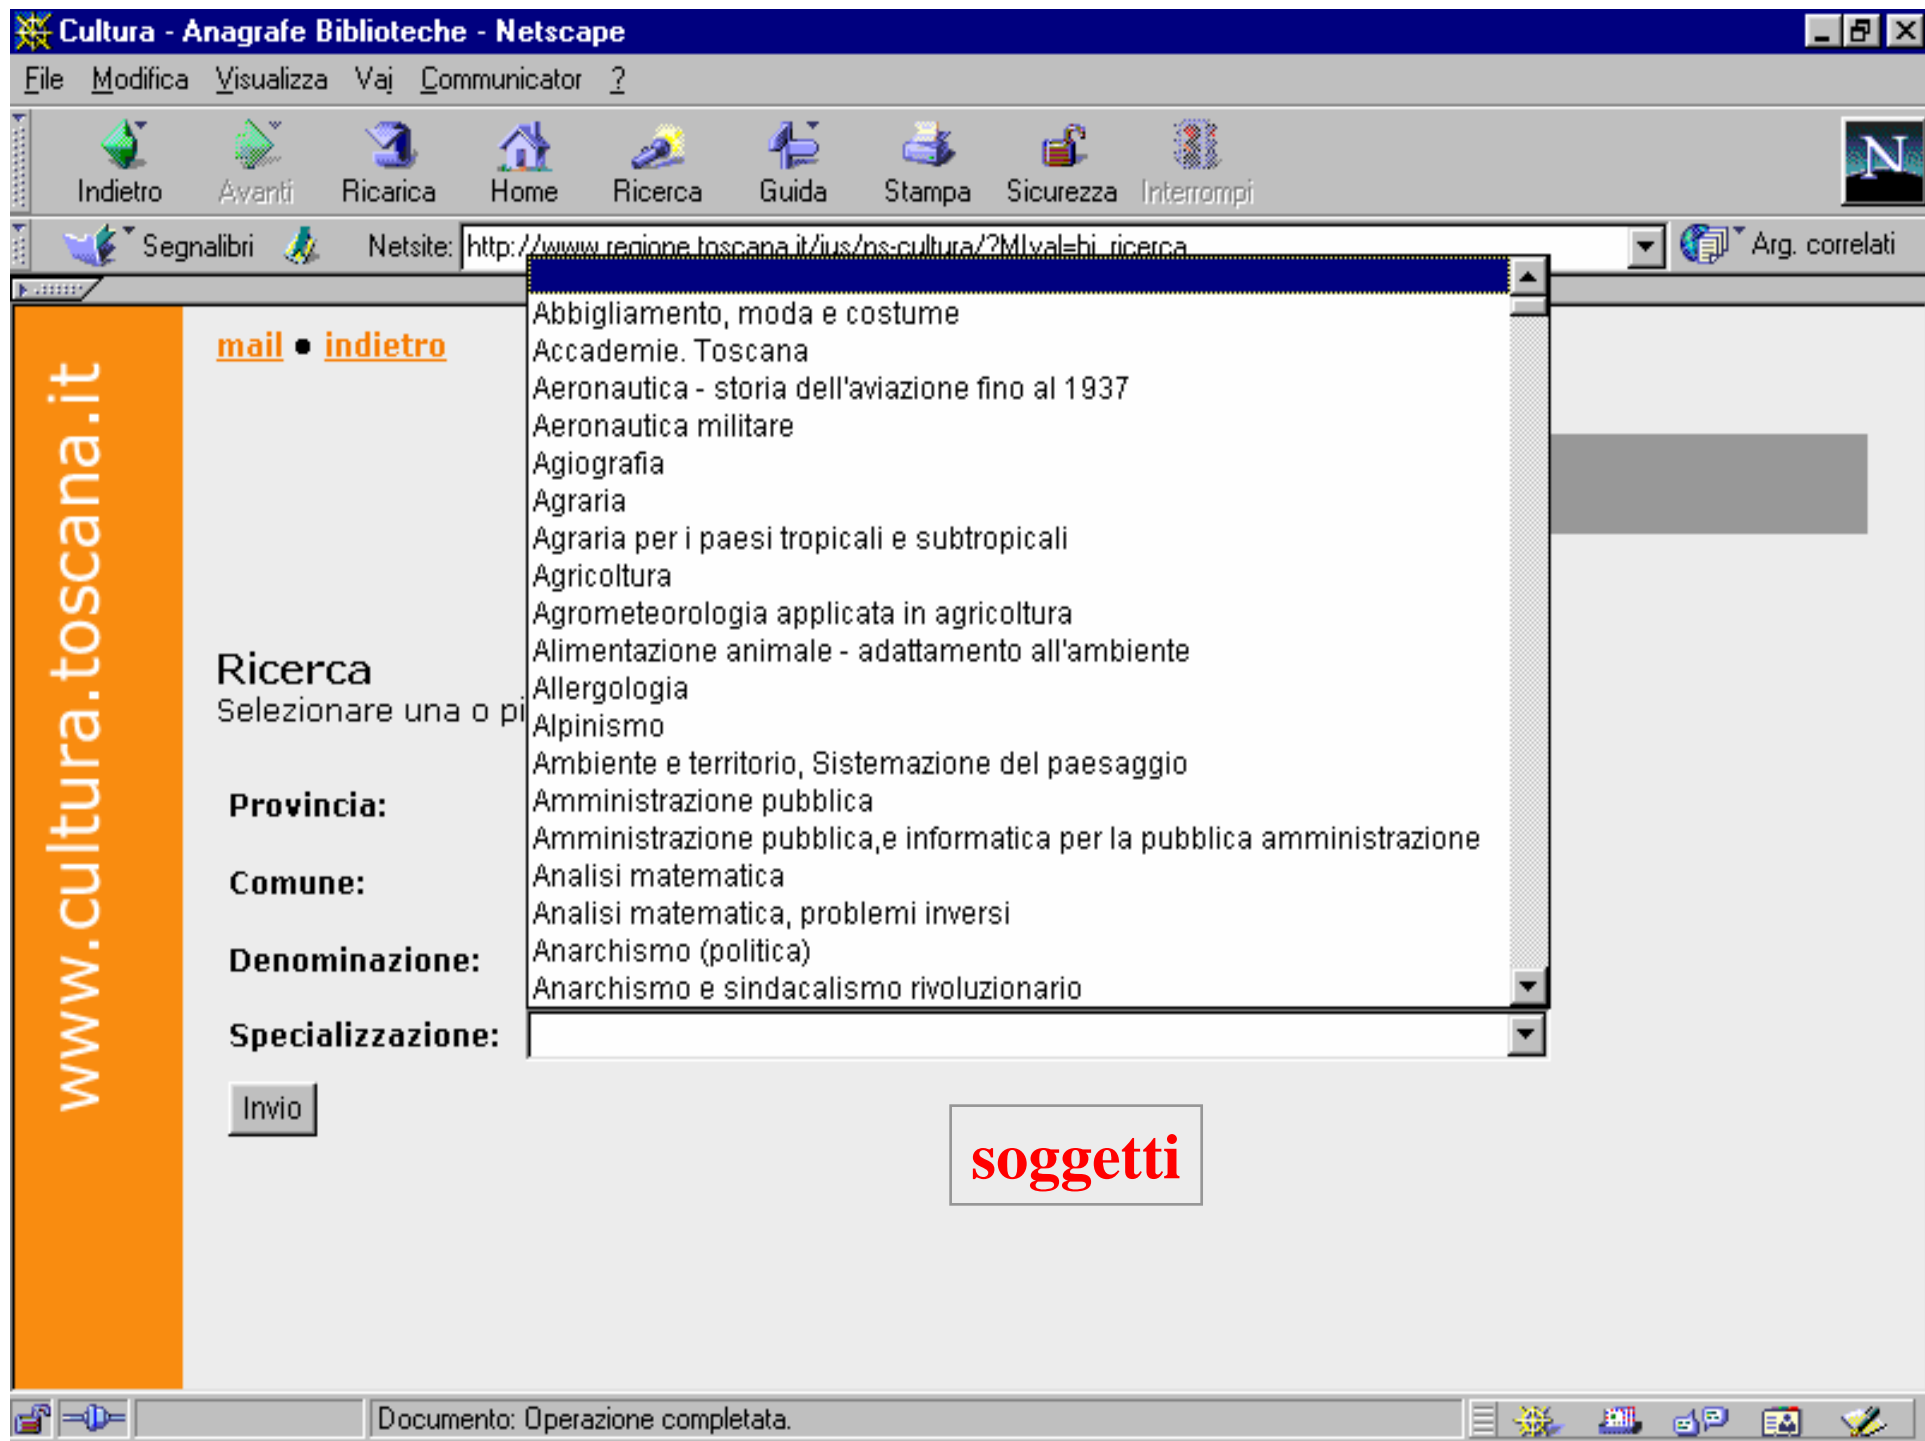 Cultura - Anagrafe Biblioteche - Netscape
File Modifica Visualizza Vai Communicator ?
Indietro Avanti Ricarica Home Ricerca Guida Stampa Sicurezza Interrompi
N
Segnalibri Netsite: http://www.regione.toscana.it/ius/ns-cultura/?MIval=bi_ricerca Arg. correlati
www.cultura.toscana.it
mail • indietro
Abbigliamento, moda e costume
Accademie. Toscana
Aeronautica - storia dell'aviazione fino al 1937
Aeronautica militare
Agiografia
Agraria
Agraria per i paesi tropicali e subtropicali
Agricoltura
Agrometeorologia applicata in agricoltura
Alimentazione animale - adattamento all'ambiente
Allergologia
Alpinismo
Ambiente e territorio, Sistemazione del paesaggio
Amministrazione pubblica
Amministrazione pubblica,e informatica per la pubblica amministrazione
Analisi matematica
Analisi matematica, problemi inversi
Anarchismo (politica)
Anarchismo e sindacalismo rivoluzionario
Ricerca
Selezionare una o pi
Provincia:
Comune:
Denominazione:
Specializzazione:
Invio
soggetti
Documento: Operazione completata.